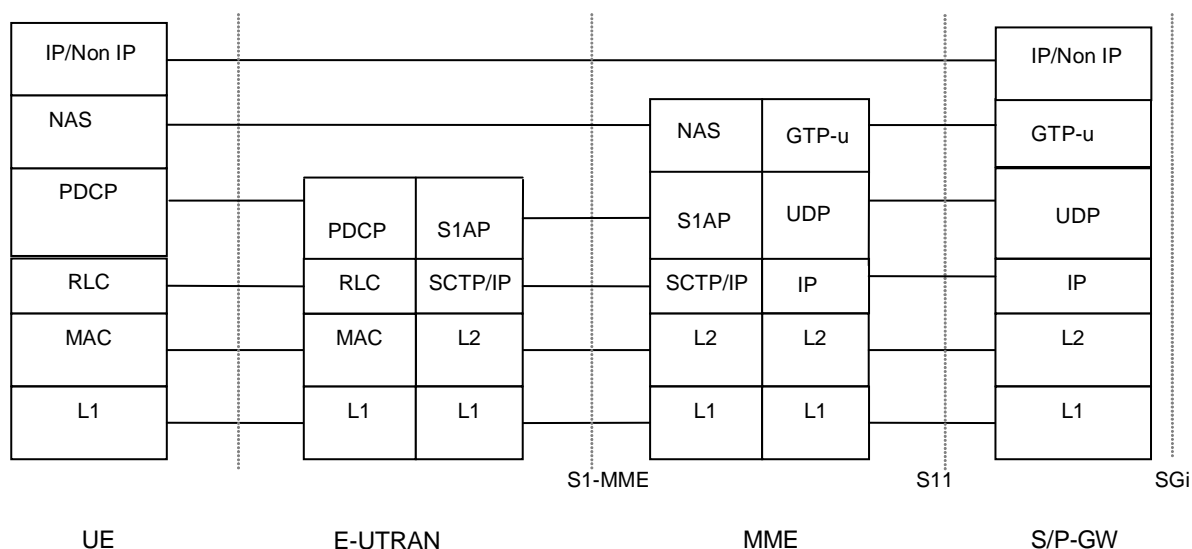 IP/Non IP
IP/Non IP
NAS
NAS
GTP-u
GTP-u
PDCP
PDCP
S1AP
S1AP
UDP
UDP
RLC
RLC
SCTP/IP
SCTP/IP
IP
IP
MAC
MAC
L2
L2
L2
L2
L1
L1
L1
L1
L1
L1
S1-MME
S11
SGi
UE
E-UTRAN
MME
S/P-GW